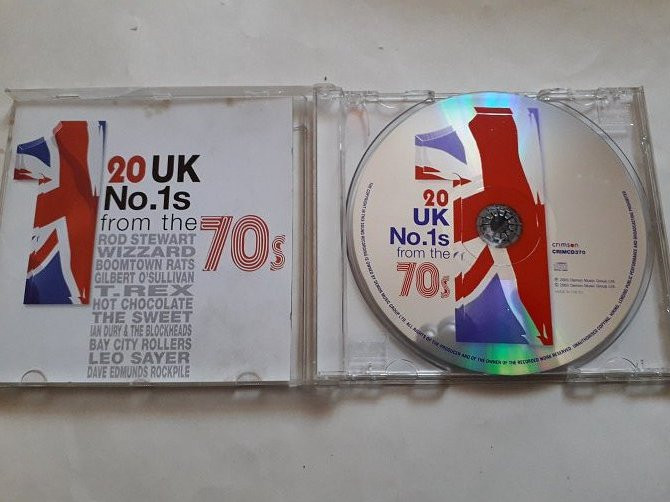 20 UK
No.1s
from the 70s
ROD STEWART
WIZZARD
BOOMTOWN RATS
GILBERT O'SULLIVAN
T.REX
HOT CHOCOLATE
THE SWEET
IAN DURY & THE BLOCKHEADS
BAY CITY ROLLERS
LEO SAYER
DAVE EDMUNDS ROCKPILE
20
UK
No.1s
from the
70s
crimson
CRIMCD370